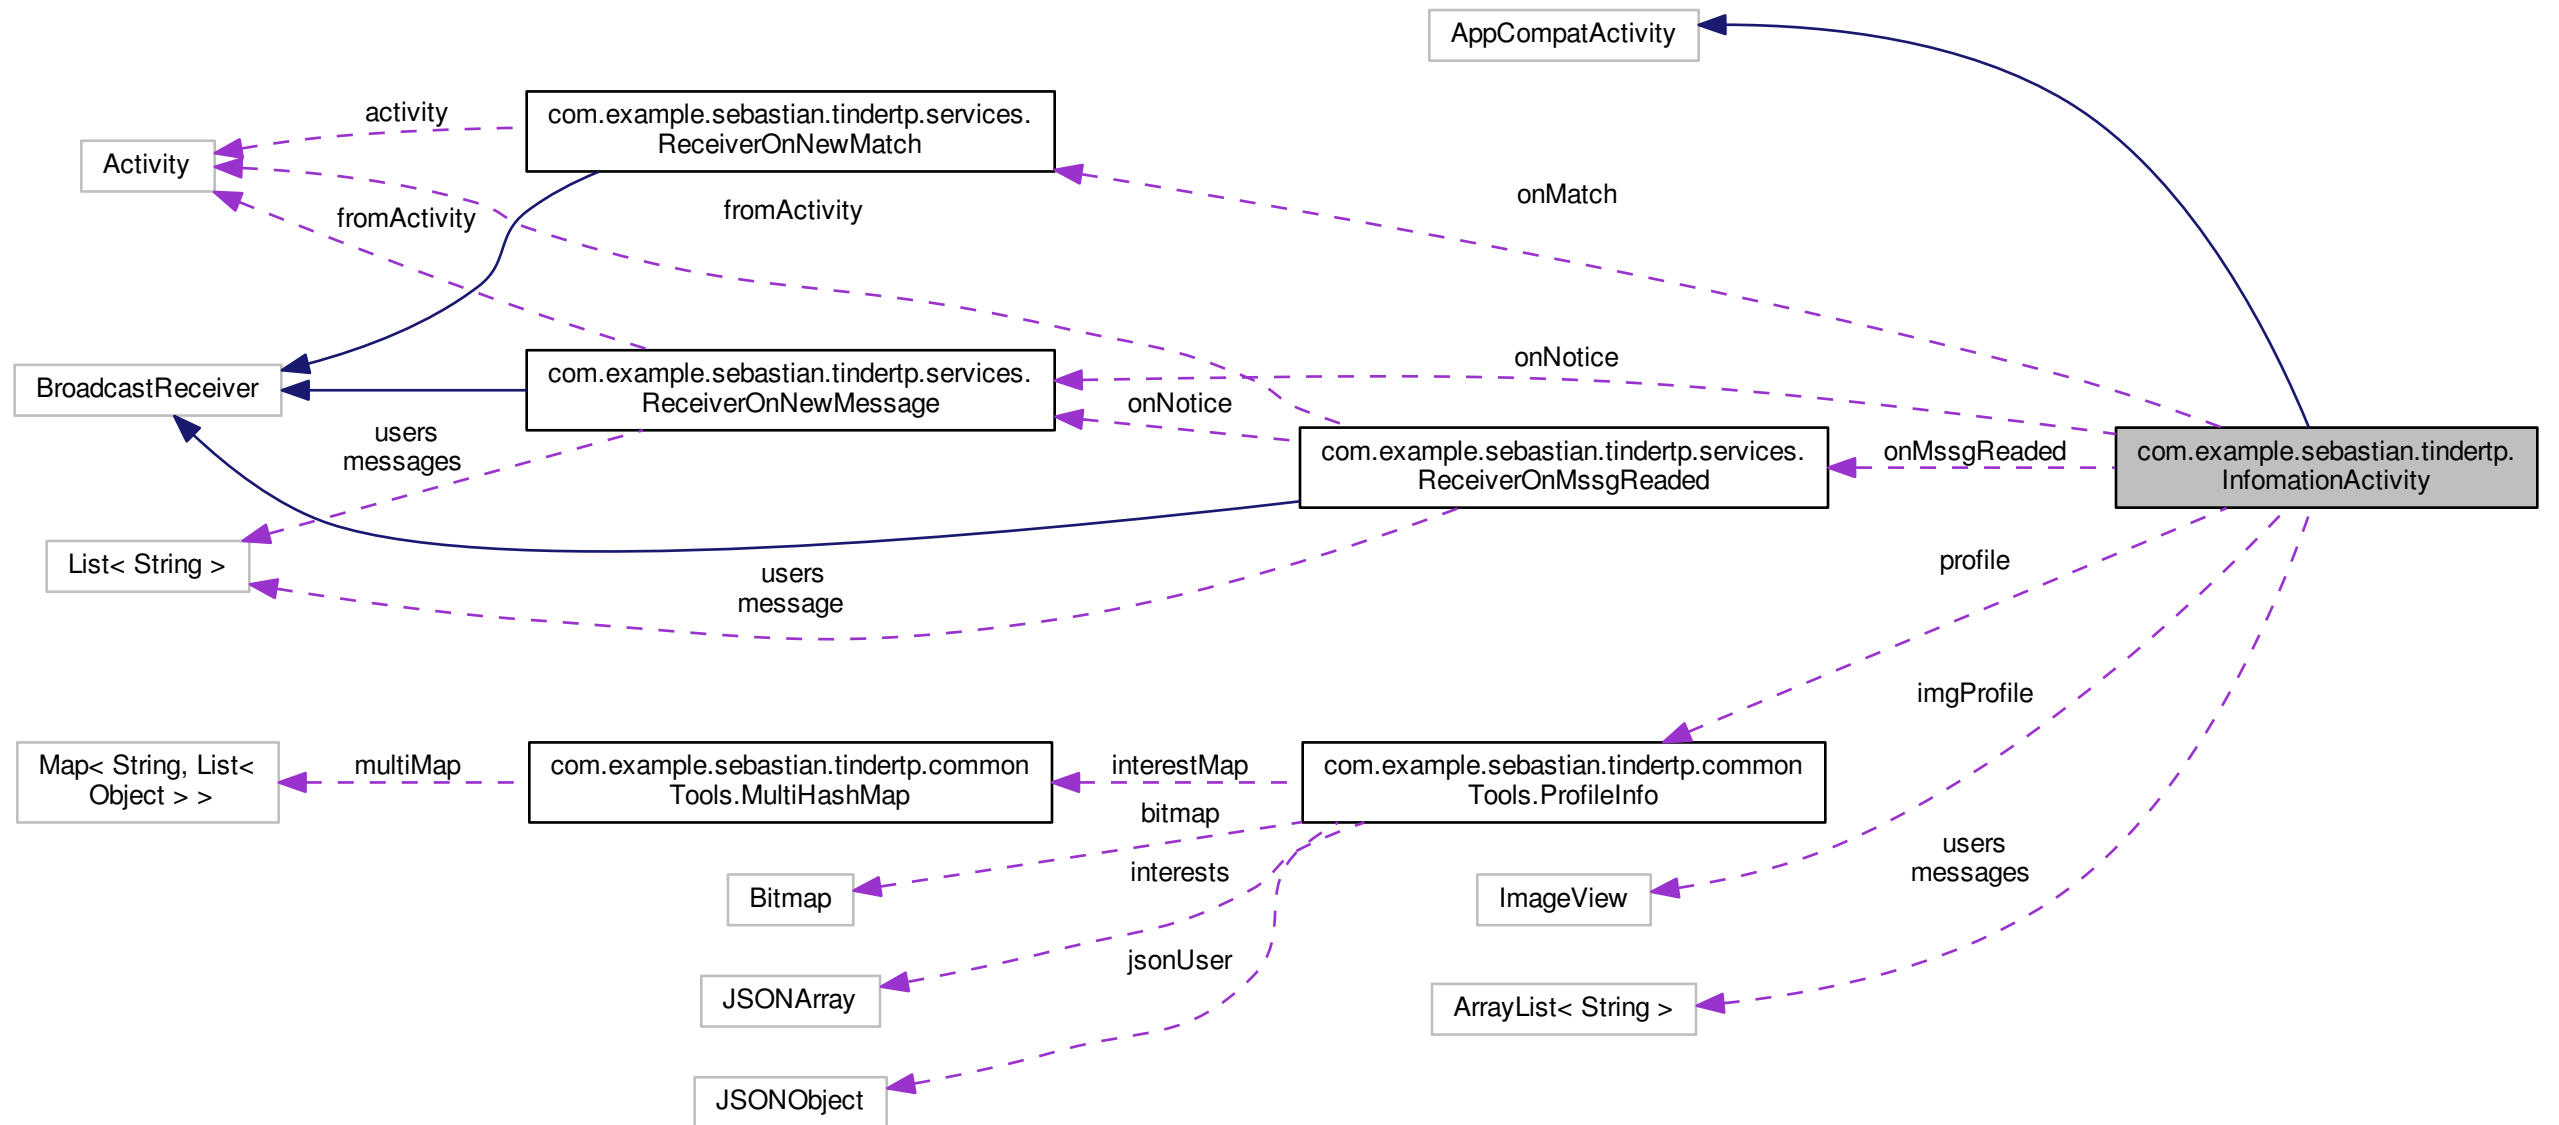 AppCompatActivity
com.example.sebastian.tindertp.services.
ReceiverOnNewMatch
activity
Activity
onMatch
fromActivity
fromActivity
onNotice
com.example.sebastian.tindertp.services.
ReceiverOnNewMessage
BroadcastReceiver
onNotice
users
messages
com.example.sebastian.tindertp.services.
ReceiverOnMssgReaded
onMssgReaded
com.example.sebastian.tindertp.
InfomationActivity
List< String >
users
message
profile
imgProfile
Map< String, List<
Object > >
multiMap
com.example.sebastian.tindertp.common
Tools.MultiHashMap
interestMap
com.example.sebastian.tindertp.common
Tools.ProfileInfo
bitmap
interests
Bitmap
ImageView
users
messages
jsonUser
JSONArray
ArrayList< String >
JSONObject